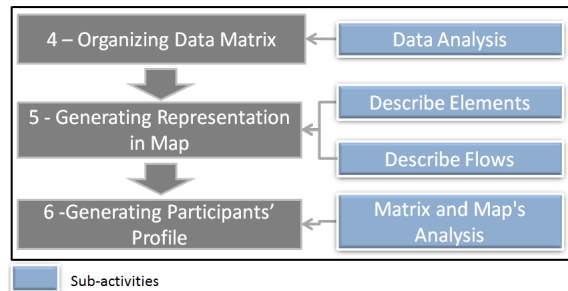 4 – Organizing Data Matrix
Data Analysis
5 - Generating Representation
in Map
Describe Elements
Describe Flows
6 -Generating Participants’
Profile
Matrix and Map's
Analysis
Sub-activities